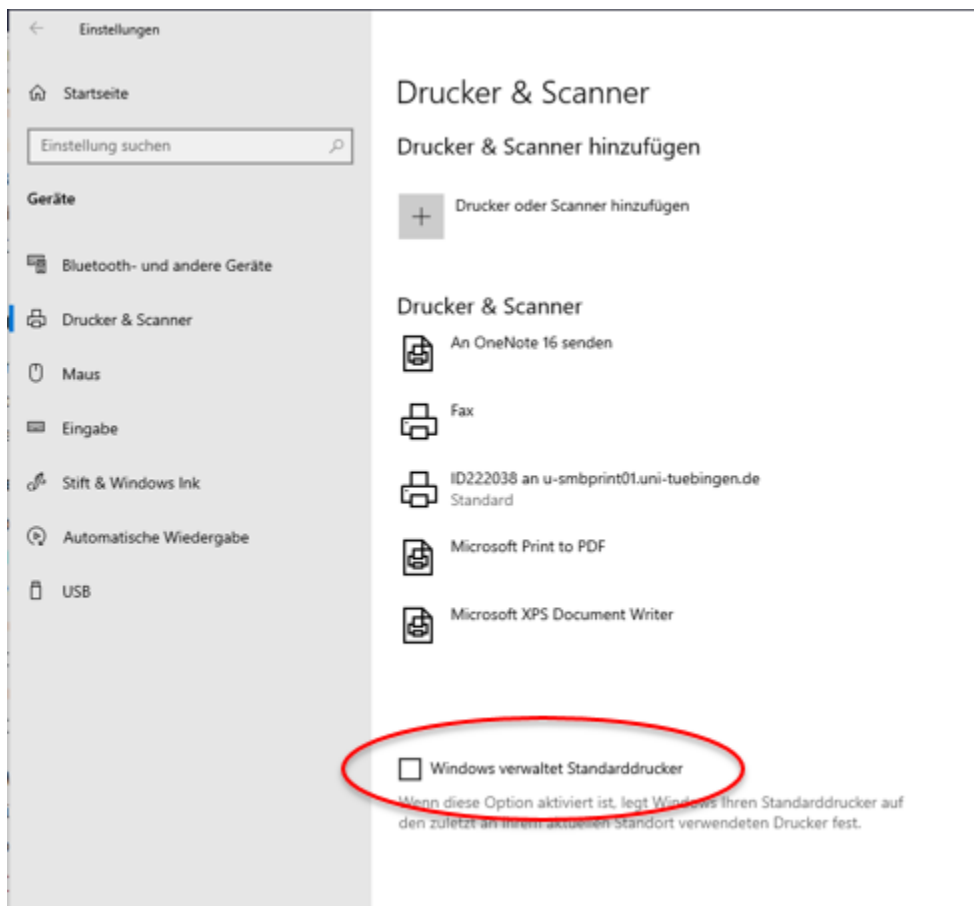 Einstellungen
Startseite
Einstellung suchen
Geräte
Bluetooth- und andere Geräte
Drucker & Scanner
Maus
Eingabe
Stift & Windows Ink
Automatische Wiedergabe
USB
Drucker & Scanner
Drucker & Scanner hinzufügen
Drucker oder Scanner hinzufügen
Drucker & Scanner
An OneNote 16 senden
Fax
ID222038 an u-smbprint01.uni-tuebingen.de
Standard
Microsoft Print to PDF
Microsoft XPS Document Writer
Windows verwaltet Standarddrucker
Wenn diese Option aktiviert ist, legt Windows Ihren Standarddrucker auf
den zuletzt an Ihrem aktuellen Standort verwendeten Drucker fest.